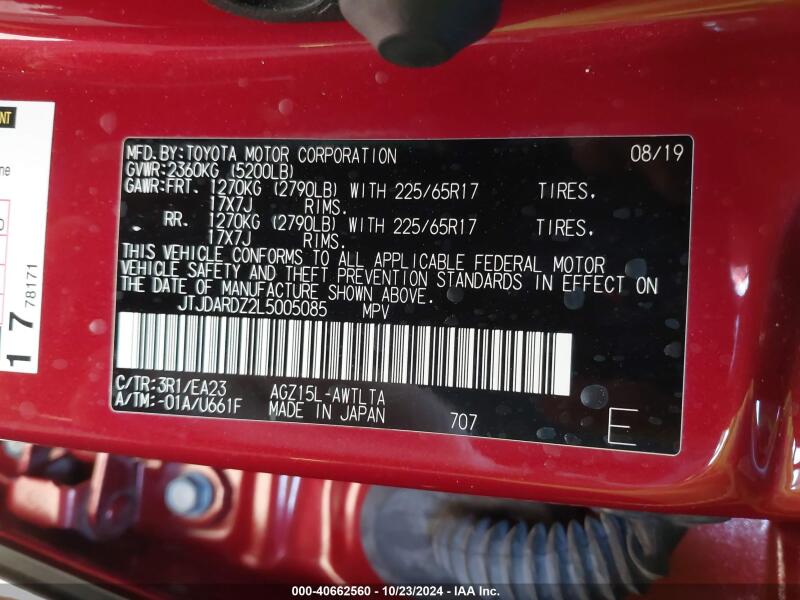 MFD.BY:TOYOTA MOTOR CORPORATION 08/19
GVWR:2360KG (5200LB)
GAWR:FRT. 1270KG (2790LB) WITH 225/65R17 TIRES,
17X7J RIMS.
RR. 1270KG (2790LB) WITH 225/65R17 TIRES,
17X7J RIMS.
THIS VEHICLE CONFORMS TO ALL APPLICABLE FEDERAL MOTOR
VEHICLE SAFETY AND THEFT PREVENTION STANDARDS IN EFFECT ON
THE DATE OF MANUFACTURE SHOWN ABOVE.
JTJDARDZ2L5005085 MPV
C/TR:3R1/EA23 AGZ15L-AWTLTA
A/TM:-01A/U661F MADE IN JAPAN 707
E
17
78171
000-40662560 - 10/23/2024 - IAA Inc.